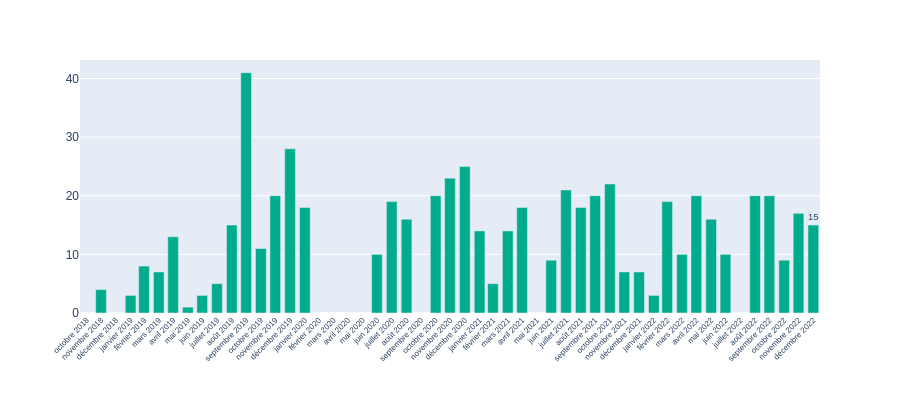 40
30
20
10
0
15
octobre 2018
novembre 2018
décembre 2018
janvier 2019
février 2019
mars 2019
avril 2019
mai 2019
juin 2019
juillet 2019
août 2019
septembre 2019
octobre 2019
novembre 2019
décembre 2019
janvier 2020
février 2020
mars 2020
avril 2020
mai 2020
juin 2020
juillet 2020
août 2020
septembre 2020
octobre 2020
novembre 2020
décembre 2020
janvier 2021
février 2021
mars 2021
avril 2021
mai 2021
juin 2021
juillet 2021
août 2021
septembre 2021
octobre 2021
novembre 2021
décembre 2021
janvier 2022
février 2022
mars 2022
avril 2022
mai 2022
juin 2022
juillet 2022
août 2022
septembre 2022
octobre 2022
novembre 2022
décembre 2022